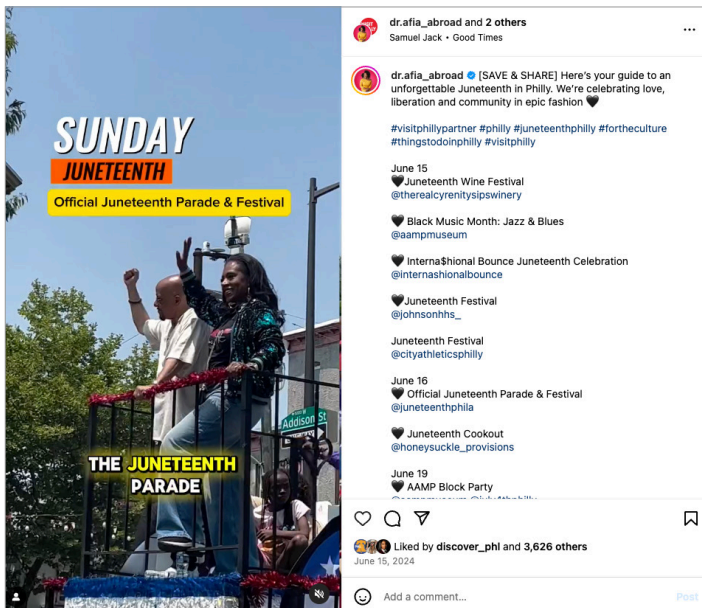 SUNDAY
JUNETEENTH
Official Juneteenth Parade & Festival
Addison St
THE JUNETEENTH
PARADE
dr.afia_abroad and 2 others
Samuel Jack • Good Times
dr.afia_abroad [SAVE & SHARE] Here's your guide to an
unforgettable Juneteenth in Philly. We're celebrating love,
liberation and community in epic fashion 🖤
#visitphillypartner #philly #juneteenthphilly #fortheculture
#thingstodoinphilly #visitphilly
June 15
🖤Juneteenth Wine Festival
@therealcyrenitysipswinery
🖤 Black Music Month: Jazz & Blues
@aampmuseum
🖤 Interna$hional Bounce Juneteenth Celebration
@internashionalbounce
🖤Juneteenth Festival
@johnsonhhs_
Juneteenth Festival
@cityathleticsphilly
June 16
🖤 Official Juneteenth Parade & Festival
@juneteenthphila
🖤 Juneteenth Cookout
@honeysuckle_provisions
June 19
🖤 AAMP Block Party
Liked by discover_phl and 3,626 others
June 15, 2024
Add a comment...
Post